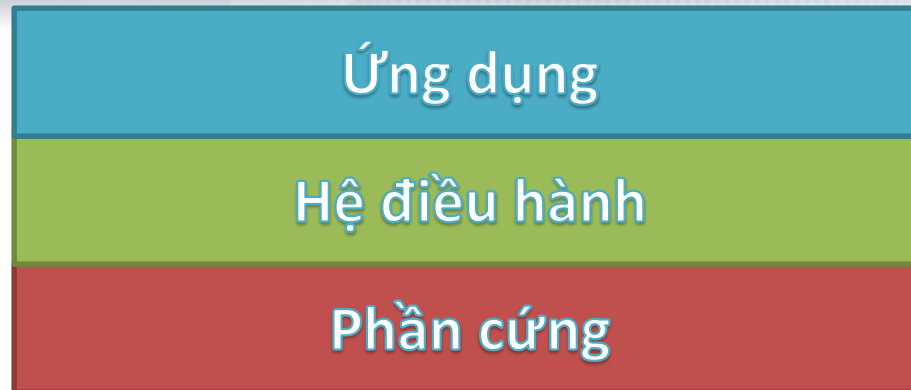 Ứng dụng
Hệ điều hành
Phần cứng